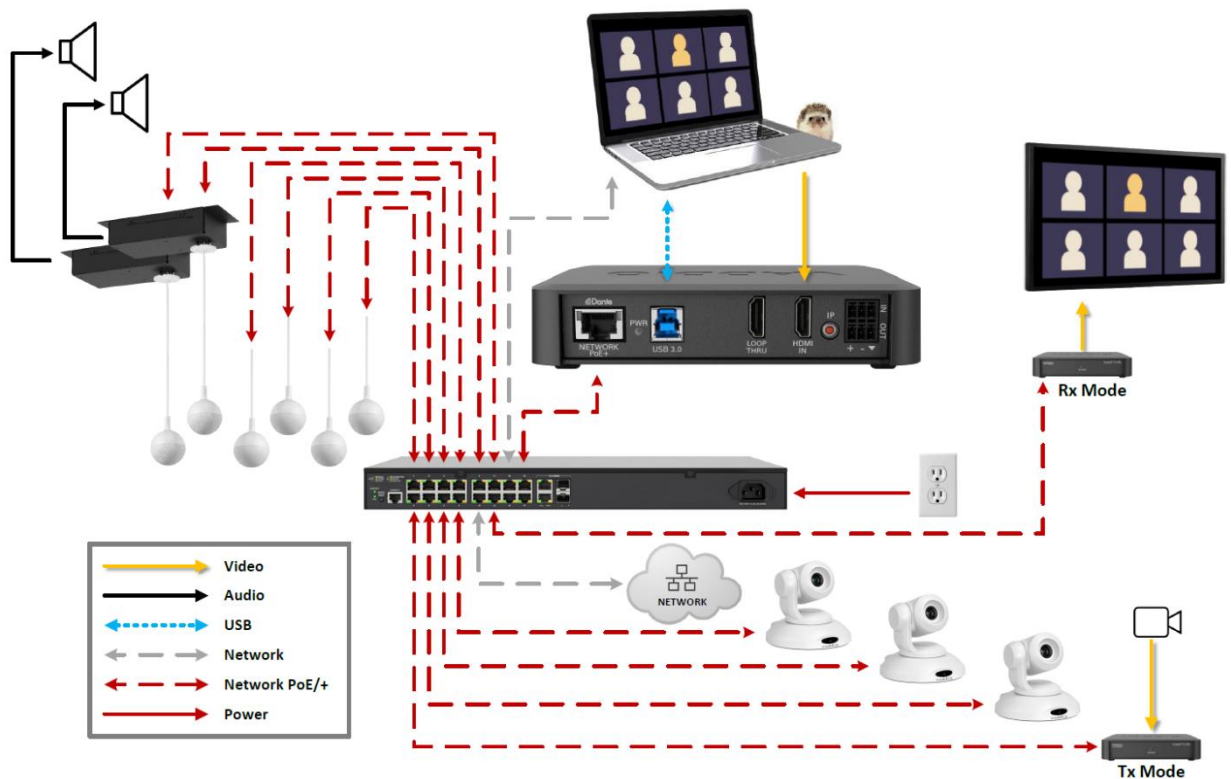 Dante
NETWORK
PoE+
PWR
USB 3.0
LOOP
THRU
HDMI
IN
IP
IN
OUT
+ -
Rx Mode
NETWORK
Video
Audio
USB
Network
Network PoE/+
Power
Tx Mode